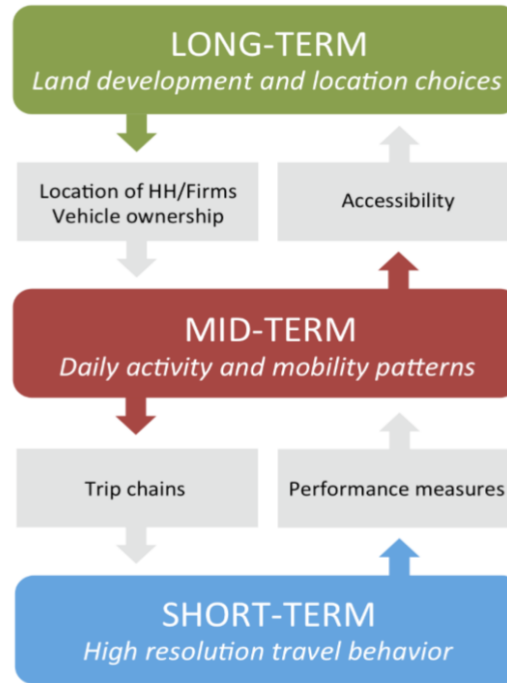 LONG-TERM
Land development and location choices
Location of HH/Firms
Vehicle ownership
Accessibility
MID-TERM
Daily activity and mobility patterns
Trip chains
Performance measures
SHORT-TERM
High resolution travel behavior